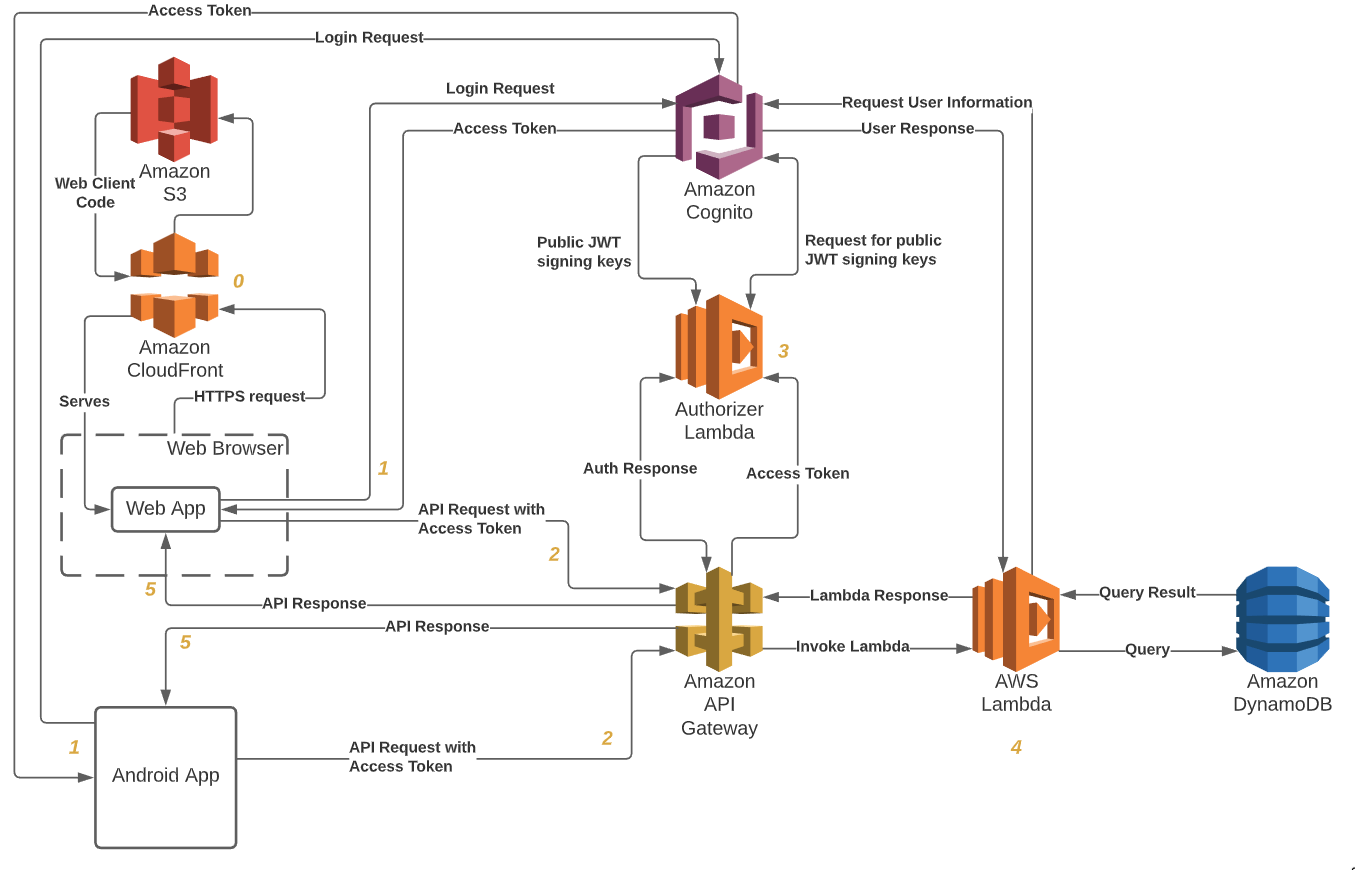 Access Token
Login Request
Login Request
Request User Information
Access Token
User Response
Amazon
S3
Web Client
Code
Amazon
Cognito
Public JWT
signing keys
Request for public
JWT signing keys
0
Amazon
CloudFront
3
HTTPS request
Serves
Authorizer
Lambda
Web Browser
1
Auth Response
Access Token
Web App
API Request with
Access Token
2
5
API Response
Lambda Response
Query Result
API Response
5
Invoke Lambda
Query
Amazon
API
Gateway
AWS
Lambda
Amazon
DynamoDB
1
2
4
API Request with
Access Token
Android App